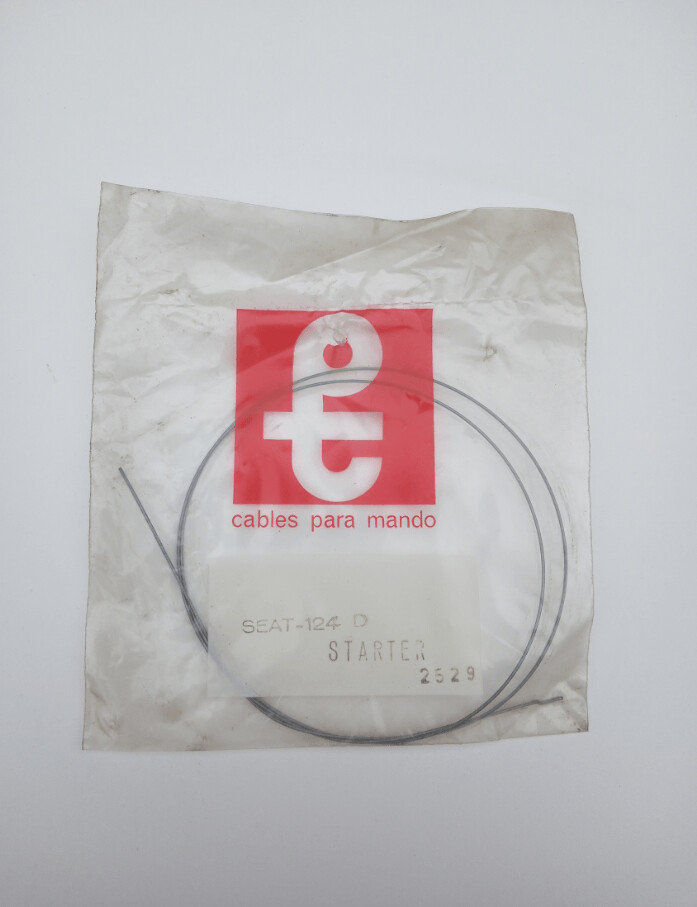 cables para mando
SEAT-124 D
STARTER
2529